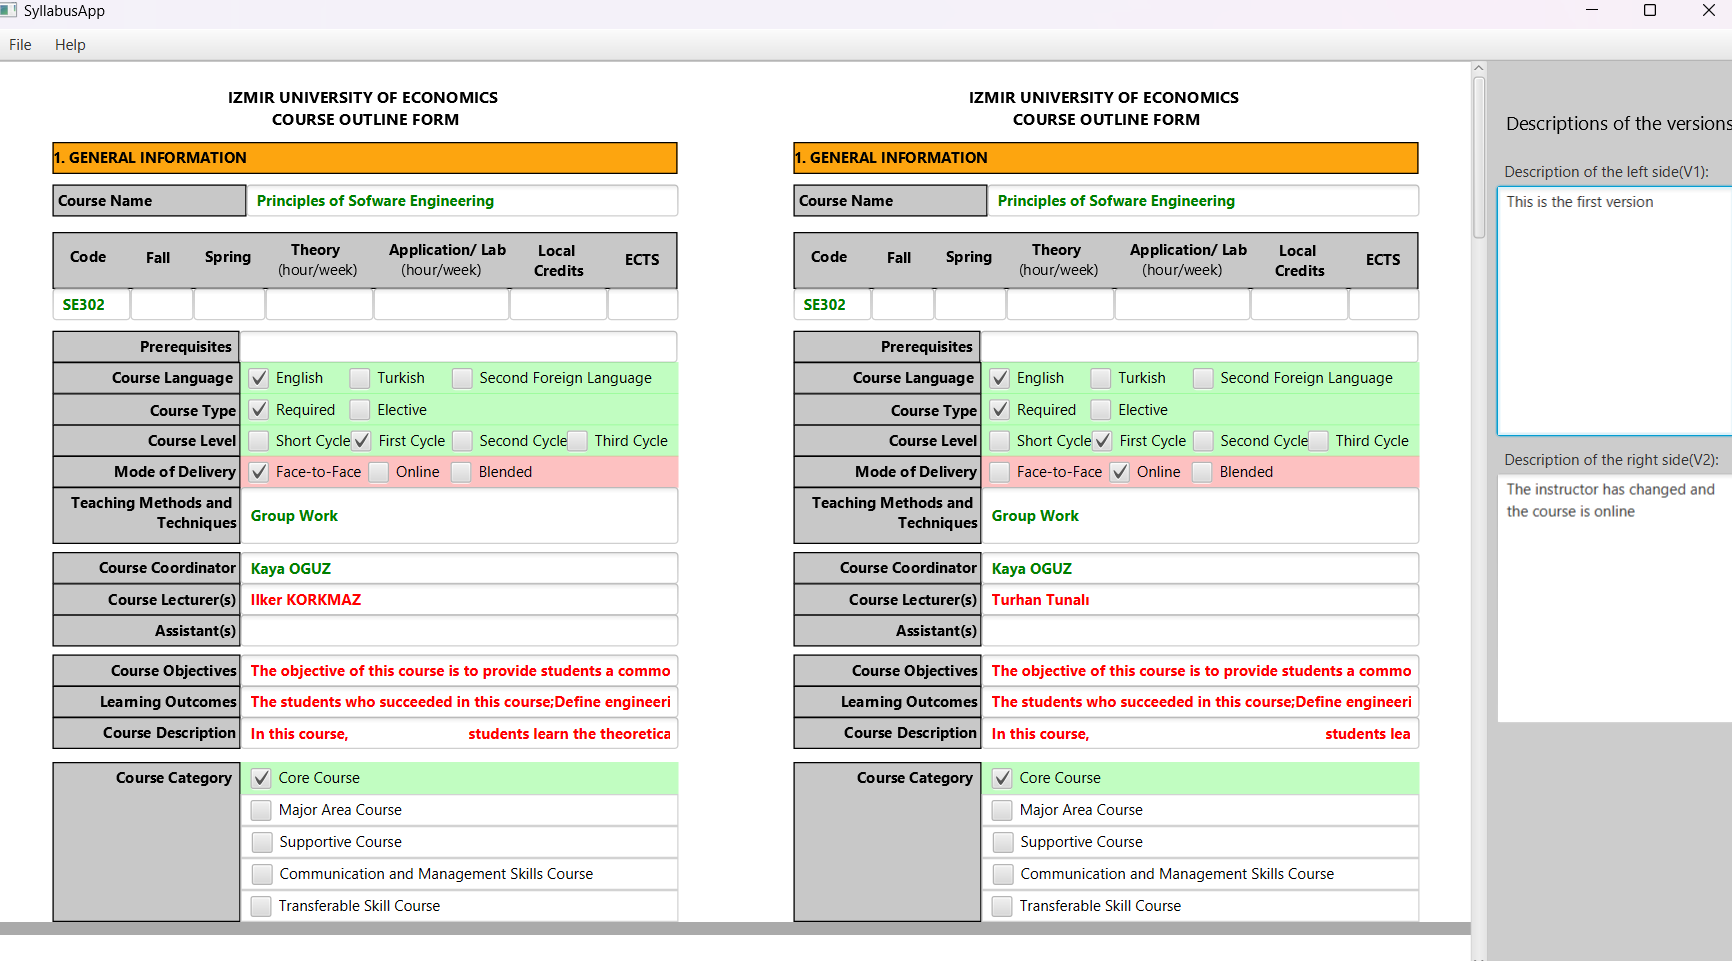 SyllabusApp
File Help
IZMIR UNIVERSITY OF ECONOMICS
COURSE OUTLINE FORM
1. GENERAL INFORMATION
Course Name Principles of Sofware Engineering
Code Fall Spring Theory (hour/week) Application/ Lab (hour/week) Local Credits ECTS
SE302
Prerequisites
Course Language English Turkish Second Foreign Language
Course Type Required Elective
Course Level Short Cycle First Cycle Second Cycle Third Cycle
Mode of Delivery Face-to-Face Online Blended
Teaching Methods and Techniques Group Work
Course Coordinator Kaya OGUZ
Course Lecturer(s) Ilker KORKMAZ
Assistant(s)
Course Objectives The objective of this course is to provide students a commo
Learning Outcomes The students who succeeded in this course;Define engineeri
Course Description In this course, students learn the theoretica
Course Category Core Course
Major Area Course
Supportive Course
Communication and Management Skills Course
Transferable Skill Course
IZMIR UNIVERSITY OF ECONOMICS
COURSE OUTLINE FORM
1. GENERAL INFORMATION
Course Name Principles of Sofware Engineering
Code Fall Spring Theory (hour/week) Application/ Lab (hour/week) Local Credits ECTS
SE302
Prerequisites
Course Language English Turkish Second Foreign Language
Course Type Required Elective
Course Level Short Cycle First Cycle Second Cycle Third Cycle
Mode of Delivery Face-to-Face Online Blended
Teaching Methods and Techniques Group Work
Course Coordinator Kaya OGUZ
Course Lecturer(s) Turhan Tunalı
Assistant(s)
Course Objectives The objective of this course is to provide students a commo
Learning Outcomes The students who succeeded in this course;Define engineeri
Course Description In this course, students lea
Course Category Core Course
Major Area Course
Supportive Course
Communication and Management Skills Course
Transferable Skill Course
Descriptions of the versions
Description of the left side(V1):
This is the first version
Description of the right side(V2):
The instructor has changed and
the course is online